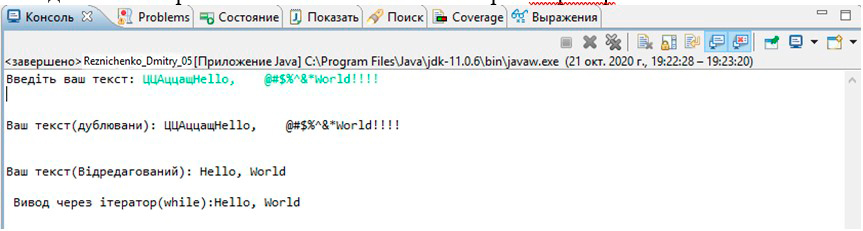 Консоль Problems Состояние Показать Поиск Coverage Выражения
<завершено> Reznichenko_Dmitry_05 [Приложение Java] C:\Program Files\Java\jdk-11.0.6\bin\javaw.exe (21 окт. 2020 г., 19:22:28 – 19:23:20)
Введіть ваш текст: ЦЦАццащHello,    @#$%^&*World!!!!
Ваш текст(дублювани): ЦЦАццащHello,    @#$%^&*World!!!!
Ваш текст(Відредагований): Hello, World
Вивод через ітератор(while):Hello, World